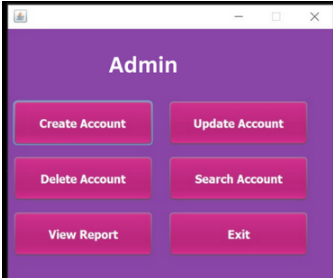 Admin
Create Account
Update Account
Delete Account
Search Account
View Report
Exit